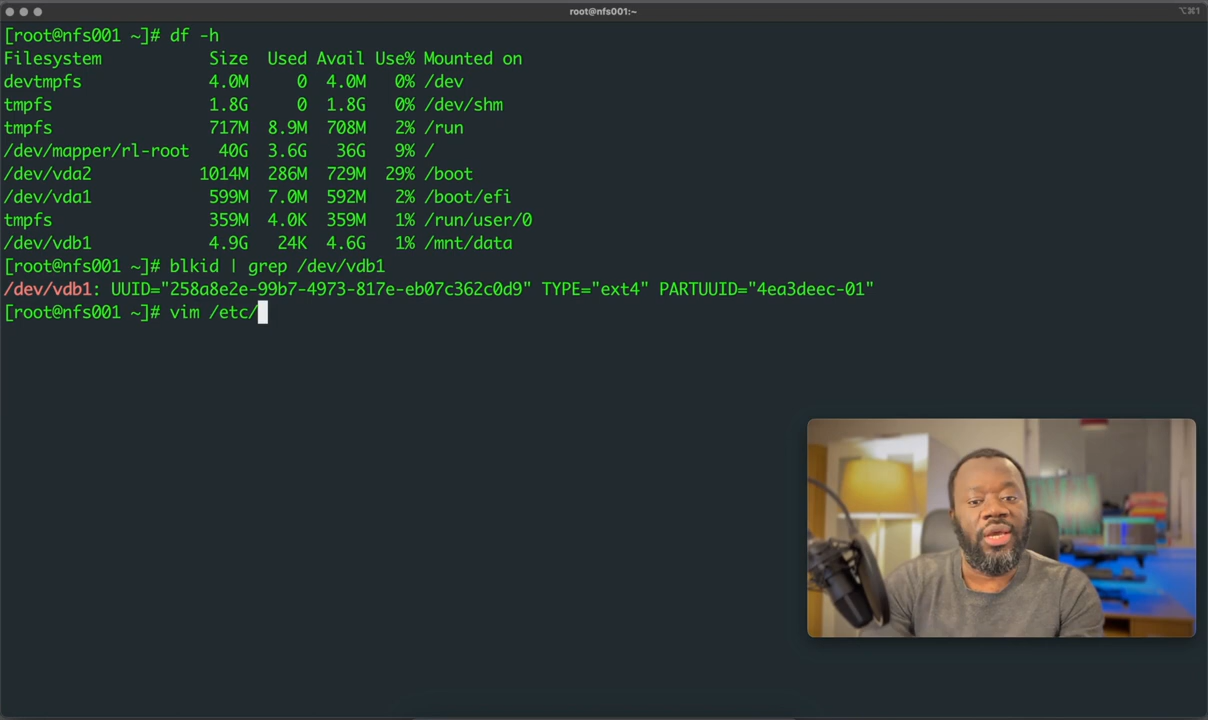 root@nfs001:~
⌥⌘1
[root@nfs001 ~]# df -h
Filesystem Size Used Avail Use% Mounted on
devtmpfs 4.0M 0 4.0M 0% /dev
tmpfs 1.8G 0 1.8G 0% /dev/shm
tmpfs 717M 8.9M 708M 2% /run
/dev/mapper/rl-root 40G 3.6G 36G 9% /
/dev/vda2 1014M 286M 729M 29% /boot
/dev/vda1 599M 7.0M 592M 2% /boot/efi
tmpfs 359M 4.0K 359M 1% /run/user/0
/dev/vdb1 4.9G 24K 4.6G 1% /mnt/data
[root@nfs001 ~]# blkid | grep /dev/vdb1
/dev/vdb1: UUID="258a8e2e-99b7-4973-817e-eb07c362c0d9" TYPE="ext4" PARTUUID="4ea3deec-01"
[root@nfs001 ~]# vim /etc/